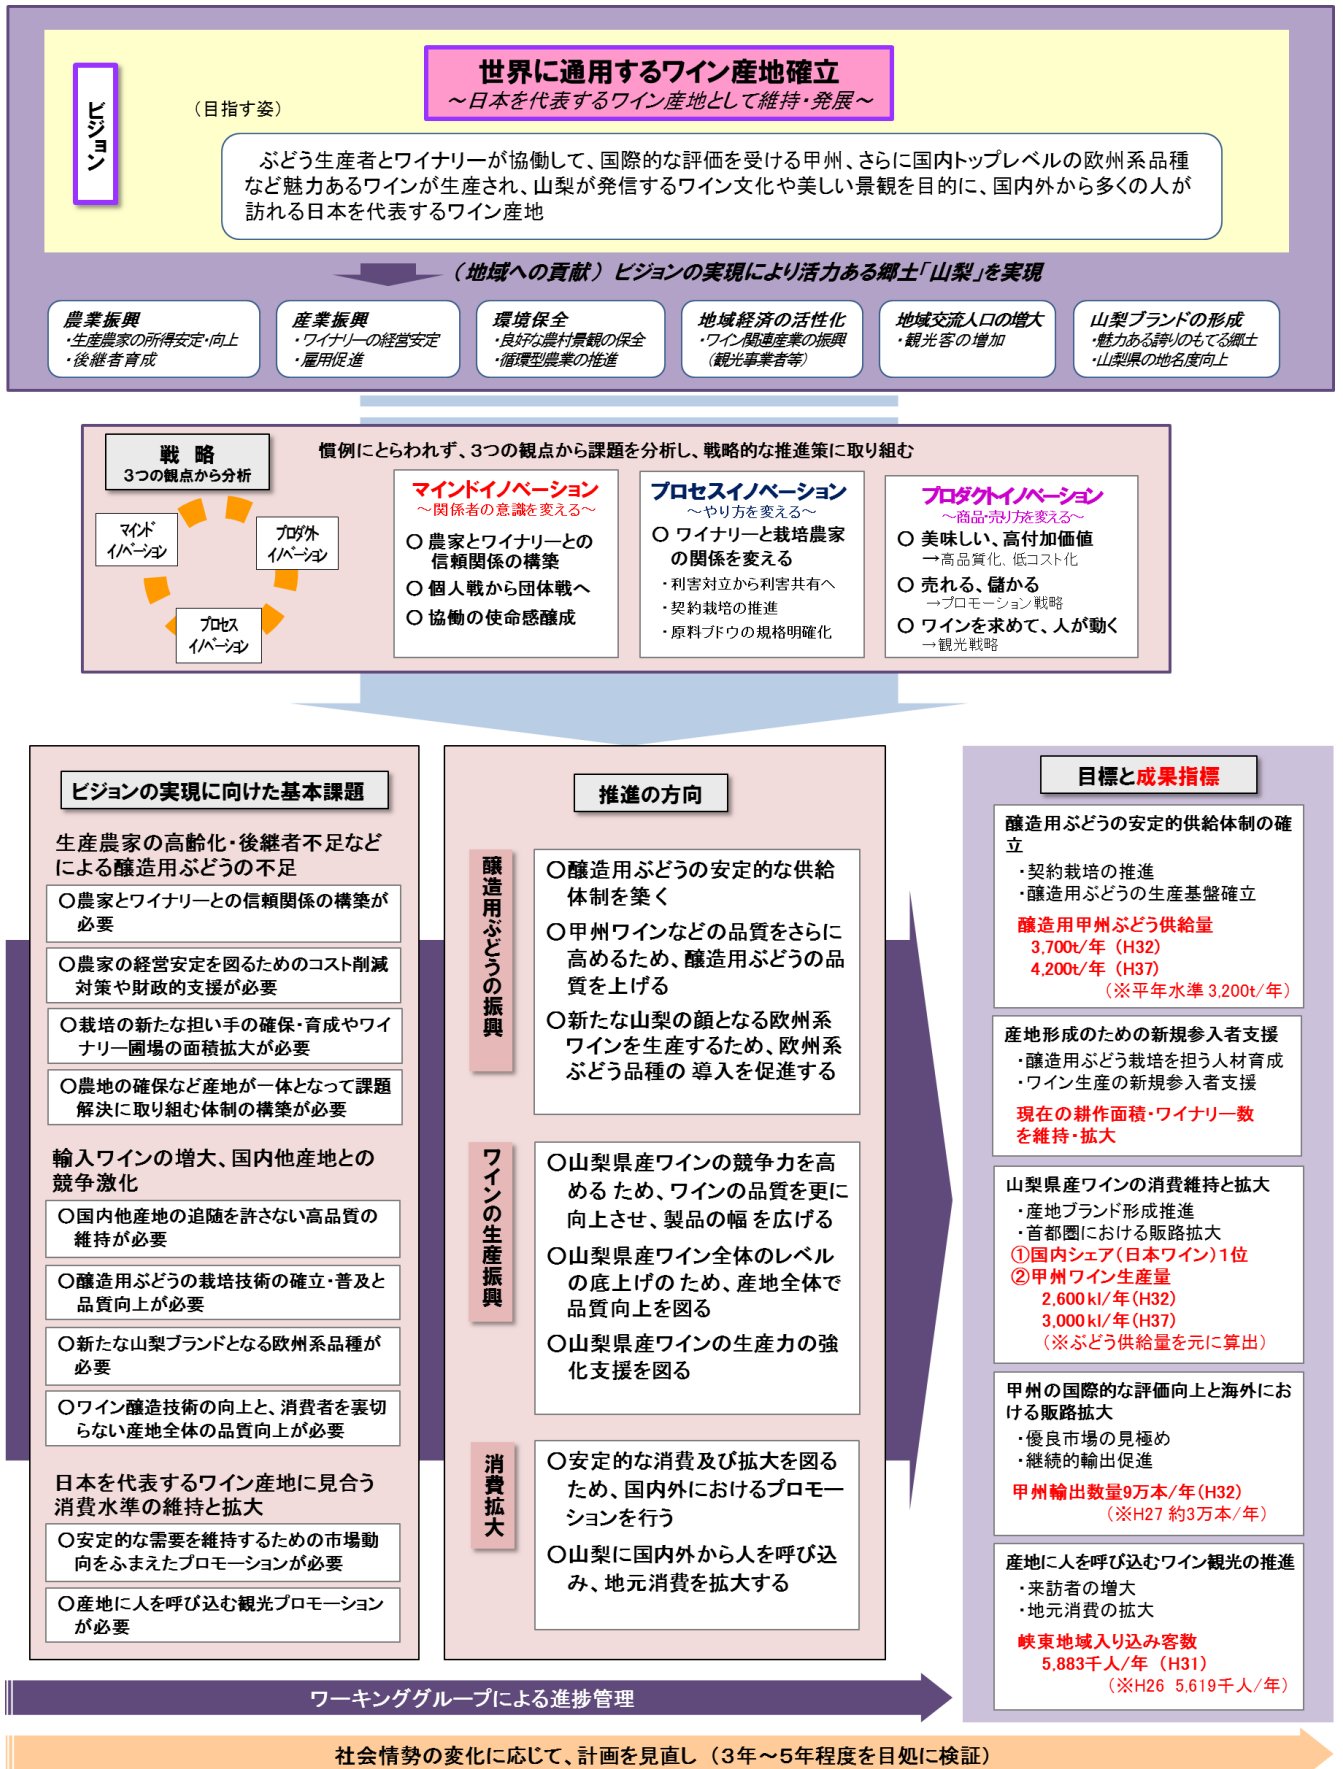 世界に通用するワイン産地確立
～日本を代表するワイン産地として維持・発展～
ビジョン
（目指す姿）
ぶどう生産者とワイナリーが協働して、国際的な評価を受ける甲州、さらに国内トップレベルの欧州系品種
など魅力あるワインが生産され、山梨が発信するワイン文化や美しい景観を目的に、国内外から多くの人が
訪れる日本を代表するワイン産地
（地域への貢献）ビジョンの実現により活力ある郷土「山梨」を実現
農業振興
・生産農家の所得安定・向上
・後継者育成
産業振興
・ワイナリーの経営安定
・雇用促進
環境保全
・良好な農村景観の保全
・循環型農業の推進
地域経済の活性化
・ワイン関連産業の振興
（観光事業者等）
地域交流人口の増大
・観光客の増加
山梨ブランドの形成
・魅力ある誇りのもてる郷土
・山梨県の地名度向上
戦　略
3つの観点から分析
慣例にとらわれず、3つの観点から課題を分析し、戦略的な推進策に取り組む
マインド
イノベーション
プロダクト
イノベーション
プロセス
イノベーション
マインドイノベーション
～関係者の意識を変える～
〇 農家とワイナリーとの
信頼関係の構築
〇 個人戦から団体戦へ
〇 協働の使命感醸成
プロセスイノベーション
～やり方を変える～
〇 ワイナリーと栽培農家
の関係を変える
・利害対立から利害共有へ
・契約栽培の推進
・原料ブドウの規格明確化
プロダクトイノベーション
～商品・売り方を変える～
〇 美味しい、高付加価値
→高品質化、低コスト化
〇 売れる、儲かる
→プロモーション戦略
〇 ワインを求めて、人が動く
→観光戦略
ビジョンの実現に向けた基本課題
生産農家の高齢化・後継者不足など
による醸造用ぶどうの不足
〇農家とワイナリーとの信頼関係の構築が
必要
〇農家の経営安定を図るためのコスト削減
対策や財政的支援が必要
〇栽培の新たな担い手の確保・育成やワイ
ナリー圃場の面積拡大が必要
〇農地の確保など産地が一体となって課題
解決に取り組む体制の構築が必要
輸入ワインの増大、国内他産地との
競争激化
〇国内他産地の追随を許さない高品質の
維持が必要
〇醸造用ぶどうの栽培技術の確立・普及と
品質向上が必要
〇新たな山梨ブランドとなる欧州系品種が
必要
〇ワイン醸造技術の向上と、消費者を裏切
らない産地全体の品質向上が必要
日本を代表するワイン産地に見合う
消費水準の維持と拡大
〇安定的な需要を維持するための市場動
向をふまえたプロモーションが必要
〇産地に人を呼び込む観光プロモーション
が必要
推進の方向
醸造用ぶどうの振興
〇醸造用ぶどうの安定的な供給
体制を築く
〇甲州ワインなどの品質をさらに
高めるため、醸造用ぶどうの品
質を上げる
〇新たな山梨の顔となる欧州系
ワインを生産するため、欧州系
ぶどう品種の 導入を促進する
ワインの生産振興
〇山梨県産ワインの競争力を高
める ため、ワインの品質を更に
向上させ、製品の幅 を広げる
〇山梨県産ワイン全体のレベル
の底上げの ため、産地全体で
品質向上を図る
〇山梨県産ワインの生産力の強
化支援を図る
消費拡大
〇安定的な消費及び拡大を図る
ため、国内外におけるプロモー
ションを行う
〇山梨に国内外から人を呼び込
み、地元消費を拡大する
目標と成果指標
醸造用ぶどうの安定的供給体制の確
立
・契約栽培の推進
・醸造用ぶどうの生産基盤確立
醸造用甲州ぶどう供給量
3,700t/年（H32）
4,200t/年（H37）
（※平年水準 3,200t/年）
産地形成のための新規参入者支援
・醸造用ぶどう栽培を担う人材育成
・ワイン生産の新規参入者支援
現在の耕作面積・ワイナリー数
を維持・拡大
山梨県産ワインの消費維持と拡大
・産地ブランド形成推進
・首都圏における販路拡大
①国内シェア（日本ワイン）1位
②甲州ワイン生産量
2,600kl/年（H32）
3,000kl/年（H37）
（※ぶどう供給量を元に算出）
甲州の国際的な評価向上と海外にお
ける販路拡大
・優良市場の見極め
・継続的輸出促進
甲州輸出数量9万本/年（H32）
（※H27 約3万本/年）
産地に人を呼び込むワイン観光の推進
・来訪者の増大
・地元消費の拡大
峡東地域入り込み客数
5,883千人/年（H31）
（※H26 5,619千人/年）
ワーキンググループによる進捗管理
社会情勢の変化に応じて、計画を見直し（3年～5年程度を目処に検証）